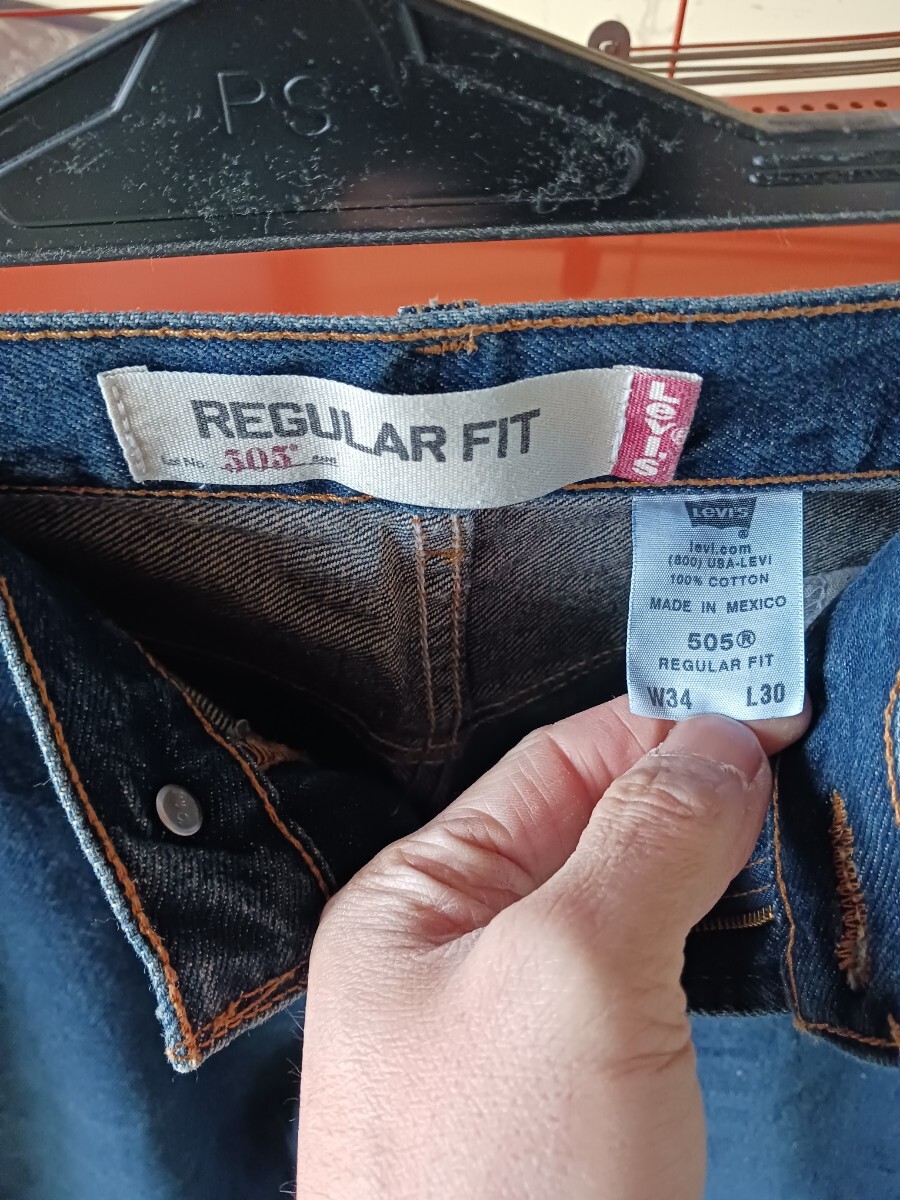 PS
REGULAR FIT
Lot No. 505®
LEVI'S®
LEVI'S®
levi.com
(800) USA-LEVI
100% COTTON
MADE IN MEXICO
505®
REGULAR FIT
W34 L30